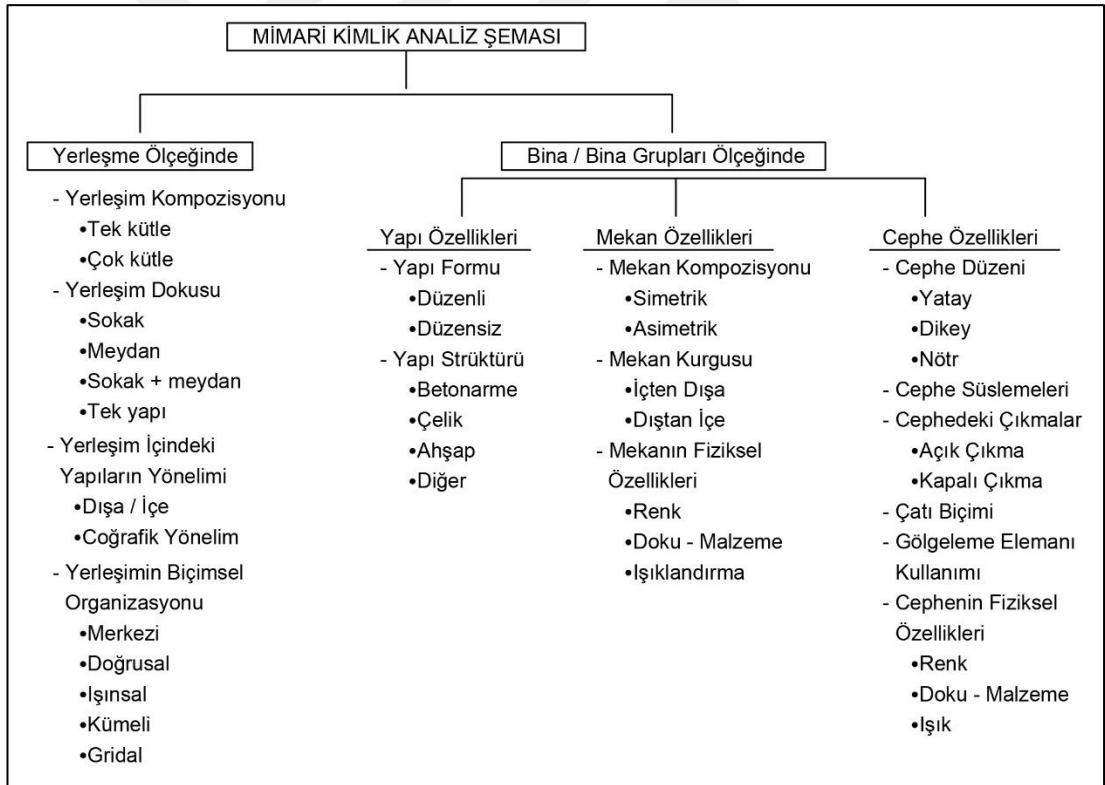 MİMARİ KİMLİK ANALİZ ŞEMASI
Yerleşme Ölçeğinde
- Yerleşim Kompozisyonu
•Tek kütle
•Çok kütle
- Yerleşim Dokusu
•Sokak
•Meydan
•Sokak + meydan
•Tek yapı
- Yerleşim İçindeki
Yapıların Yönelimi
•Dışa / İçe
•Coğrafik Yönelim
- Yerleşimin Biçimsel
Organizasyonu
•Merkezi
•Doğrusal
•Işınsal
•Kümeli
•Gridal
Bina / Bina Grupları Ölçeğinde
Yapı Özellikleri
- Yapı Formu
•Düzenli
•Düzensiz
- Yapı Strüktürü
•Betonarme
•Çelik
•Ahşap
•Diğer
Mekan Özellikleri
- Mekan Kompozisyonu
•Simetrik
•Asimetrik
- Mekan Kurgusu
•İçten Dışa
•Dıştan İçe
- Mekanın Fiziksel
Özellikleri
•Renk
•Doku - Malzeme
•Işıklandırma
Cephe Özellikleri
- Cephe Düzeni
•Yatay
•Dikey
•Nötr
- Cephe Süslemeleri
- Cephedeki Çıkmalar
•Açık Çıkma
•Kapalı Çıkma
- Çatı Biçimi
- Gölgeleme Elemanı
Kullanımı
- Cephenin Fiziksel
Özellikleri
•Renk
•Doku - Malzeme
•Işık